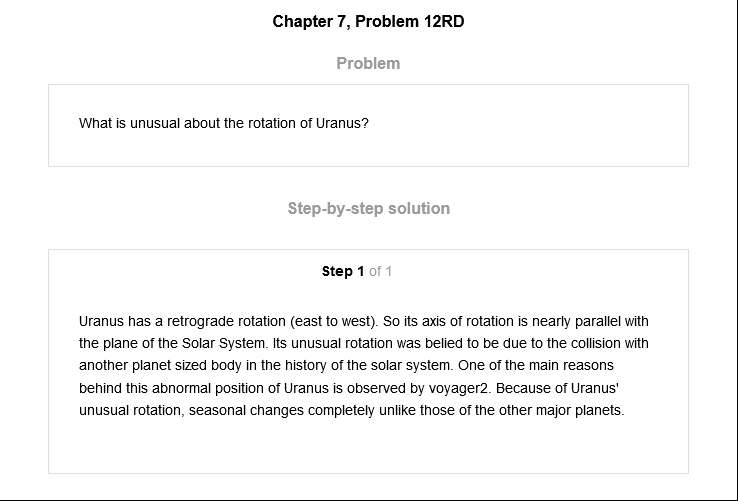 Chapter 7, Problem 12RD
Problem
What is unusual about the rotation of Uranus?
Step-by-step solution
Step 1 of 1
Uranus has a retrograde rotation (east to west). So its axis of rotation is nearly parallel with
the plane of the Solar System. Its unusual rotation was belied to be due to the collision with
another planet sized body in the history of the solar system. One of the main reasons
behind this abnormal position of Uranus is observed by voyager2. Because of Uranus'
unusual rotation, seasonal changes completely unlike those of the other major planets.